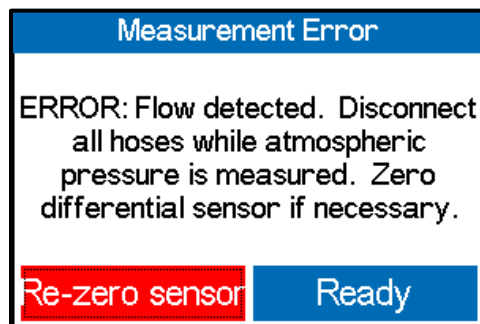 Measurement Error
ERROR: Flow detected. Disconnect
all hoses while atmospheric
pressure is measured. Zero
differential sensor if necessary.
Re-zero sensor Ready